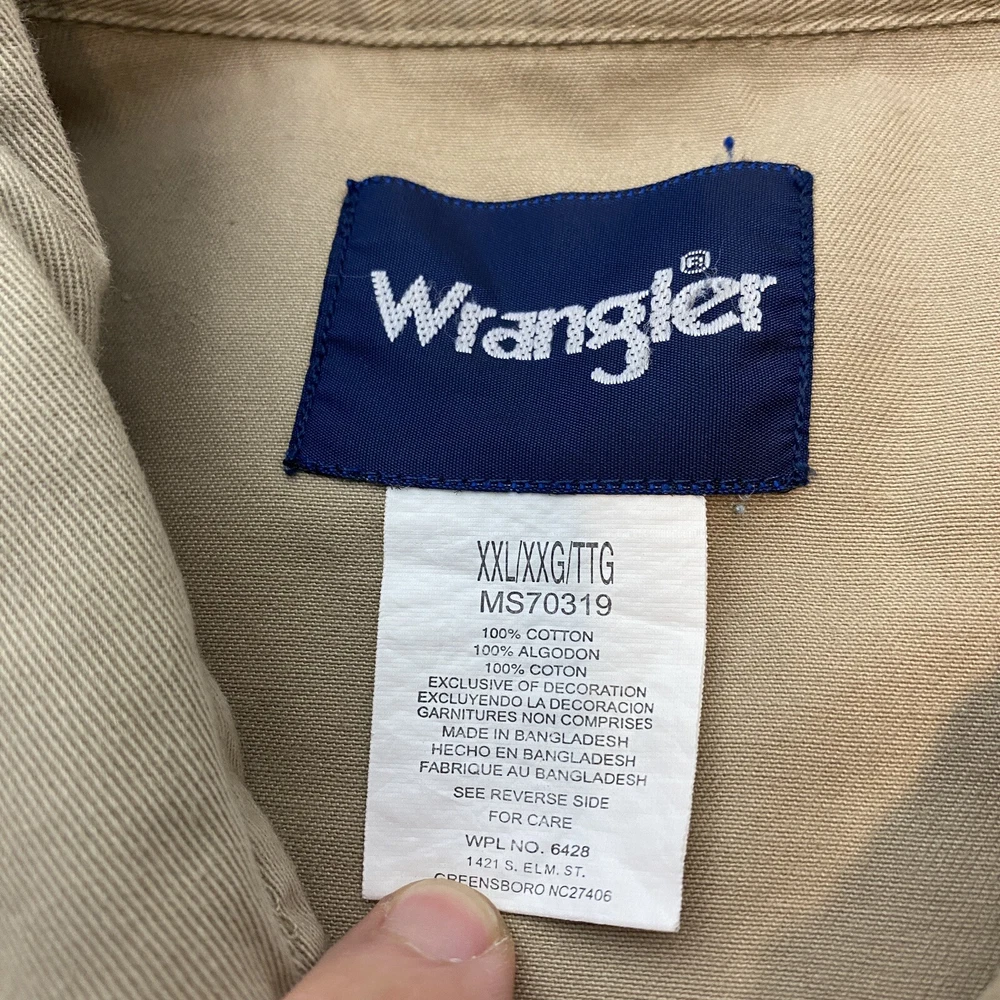 Wrangler®
XXL/XXG/TTG
MS70319
100% COTTON
100% ALGODON
100% COTON
EXCLUSIVE OF DECORATION
EXCLUYENDO LA DECORACION
GARNITURES NON COMPRISES
MADE IN BANGLADESH
HECHO EN BANGLADESH
FABRIQUE AU BANGLADESH
SEE REVERSE SIDE
FOR CARE
WPL NO. 6428
1421 S. ELM. ST.
GREENSBORO NC27406